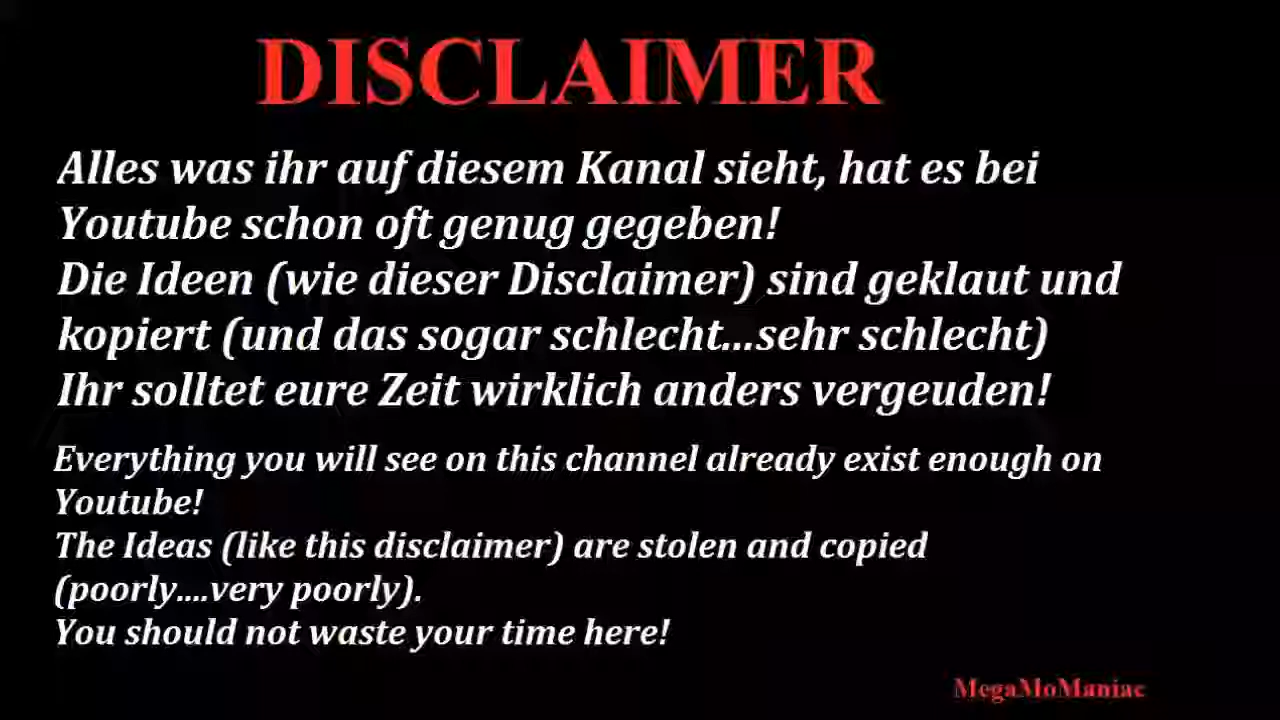 DISCLAIMER
Alles was ihr auf diesem Kanal sieht, hat es bei
Youtube schon oft genug gegeben!
Die Ideen (wie dieser Disclaimer) sind geklaut und
kopiert (und das sogar schlecht...sehr schlecht)
Ihr solltet eure Zeit wirklich anders vergeuden!
Everything you will see on this channel already exist enough on
Youtube!
The Ideas (like this disclaimer) are stolen and copied
(poorly....very poorly).
You should not waste your time here!
MegaMoManiac